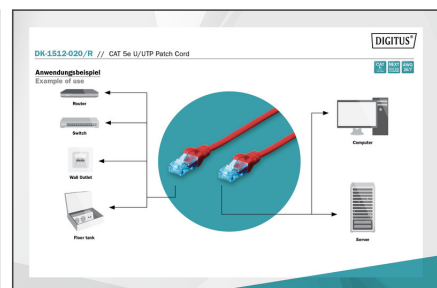 DIGITUS®
DK-1512-020/R // CAT 5e U/UTP Patch Cord
Anwendungsbeispiel
Example of use
Router
Switch
Wall Outlet
Floor tank
Computer
Server